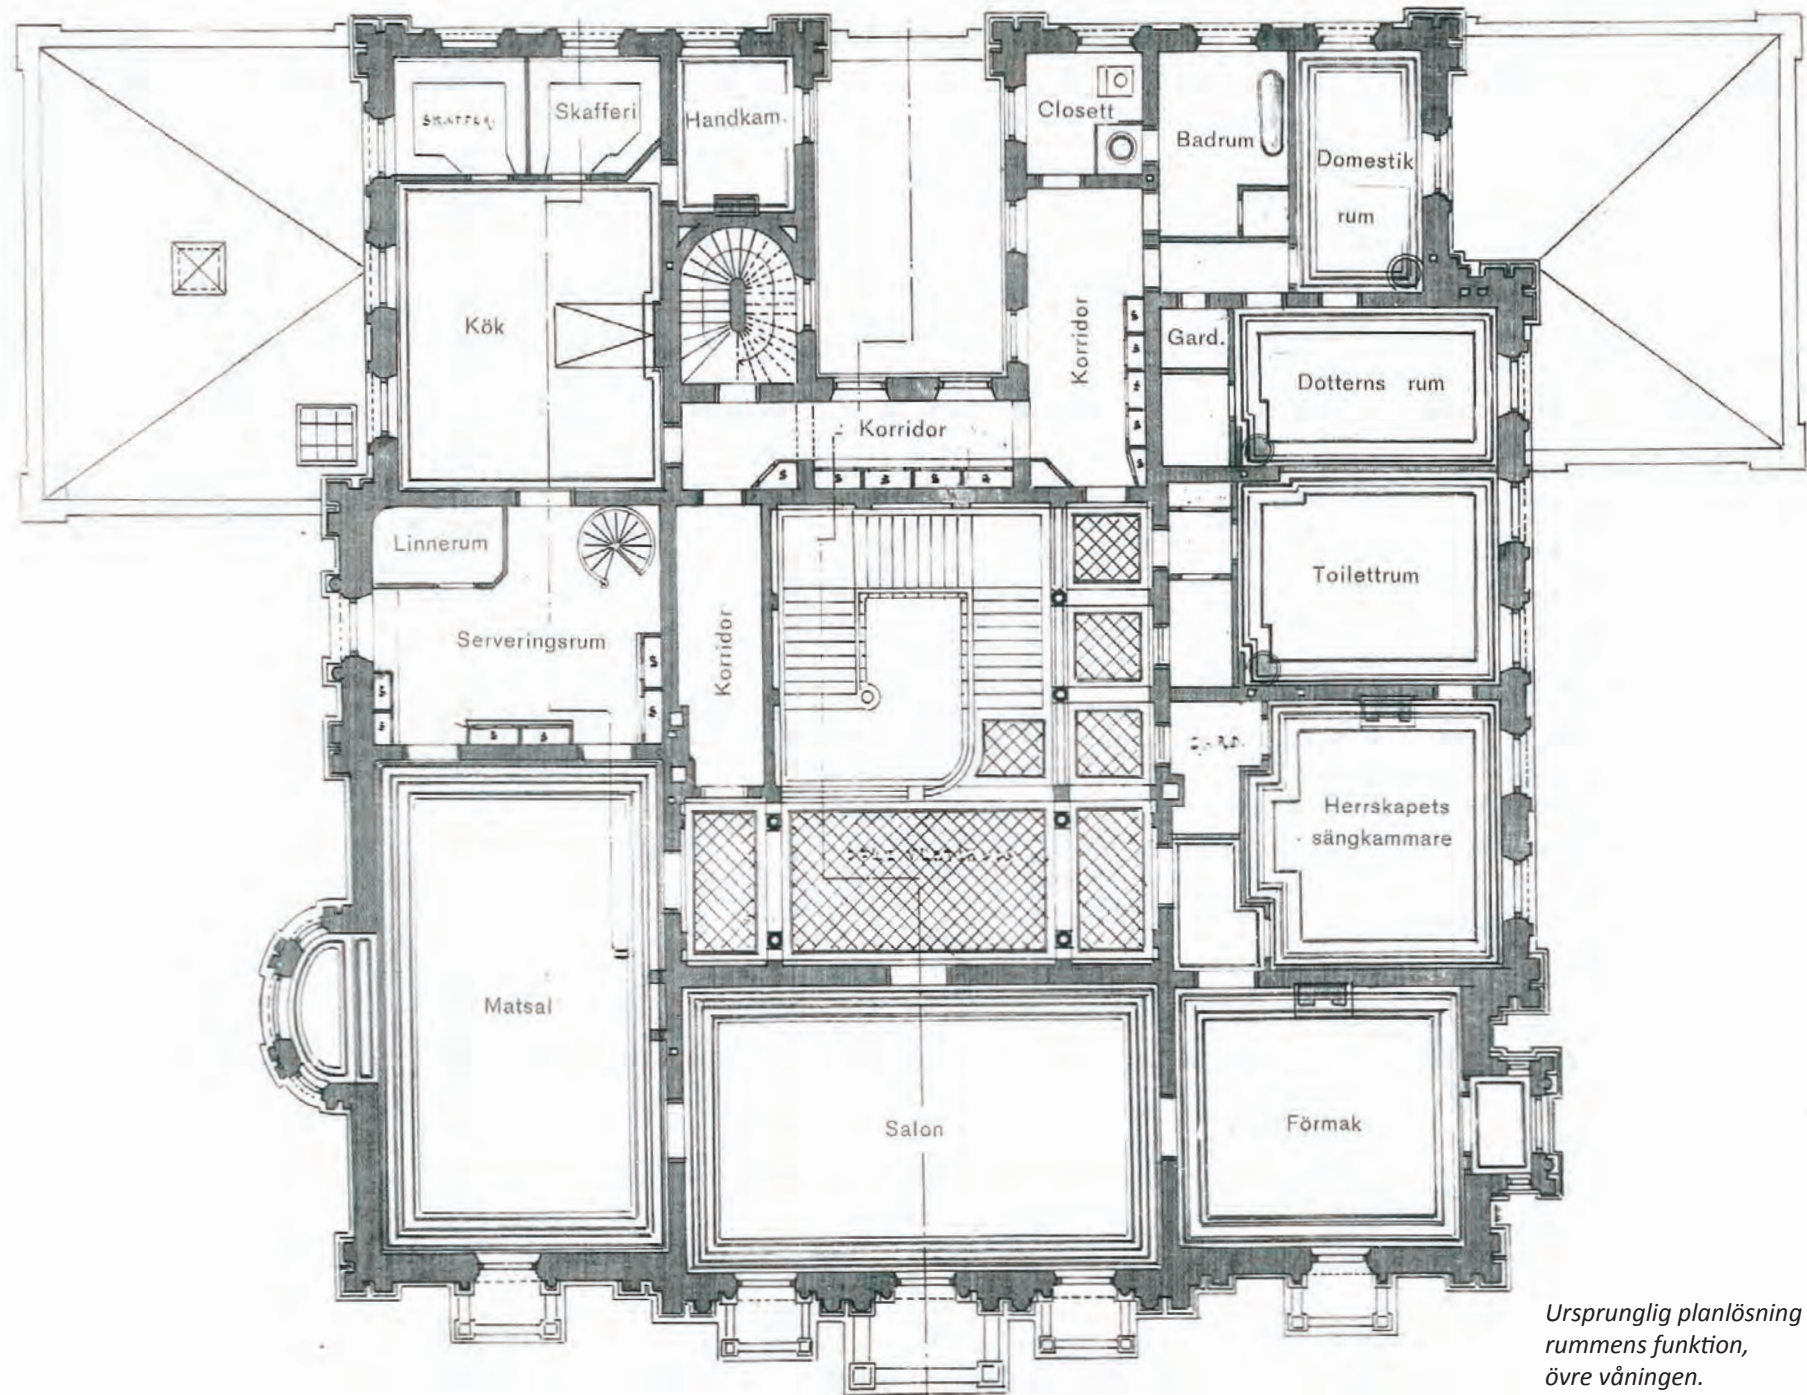 SKAFFERI
Skafferi
Handkam.
Closett
Badrum
Domestik
rum
Kök
Korridor
Gard.
Dotterns rum
Korridor
Linnerum
Serveringsrum
Korridor
Toilettrum
GARD.
Herrskapets
sängkammare
Matsal
Salon
Förmak
Ursprunglig planlösning
rummens funktion,
övre våningen.